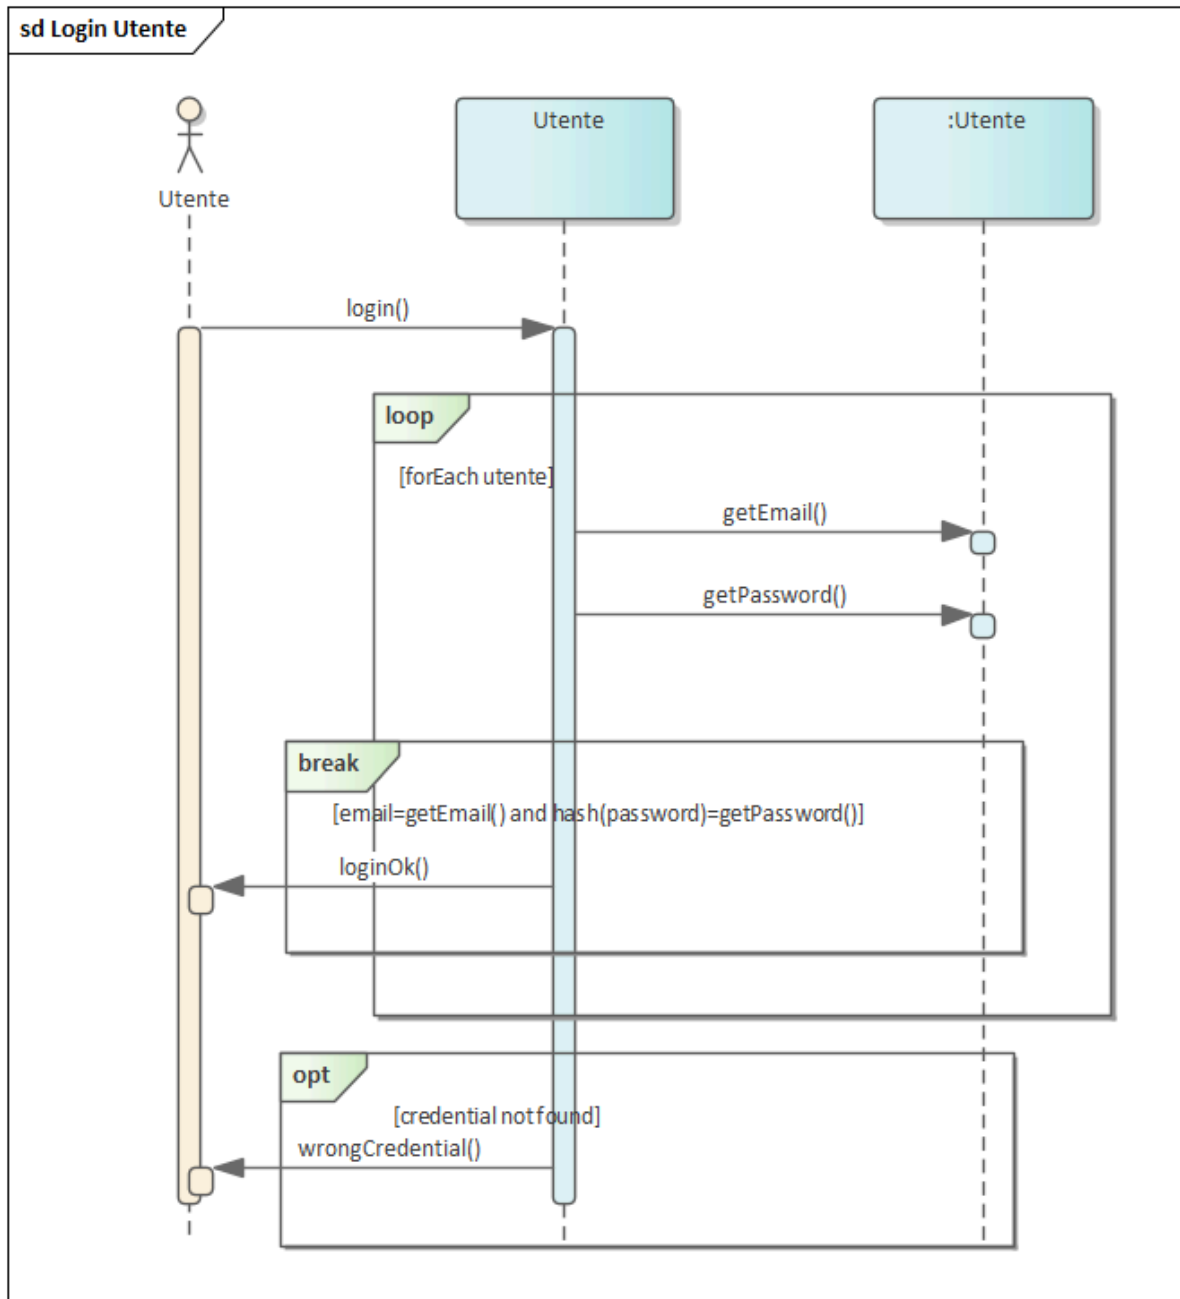 sd Login Utente
Utente
Utente
:Utente
login()
loop
[forEach utente]
getEmail()
getPassword()
break
[email=getEmail() and hash(password)=getPassword()]
loginOk()
opt
[credential not found]
wrongCredential()